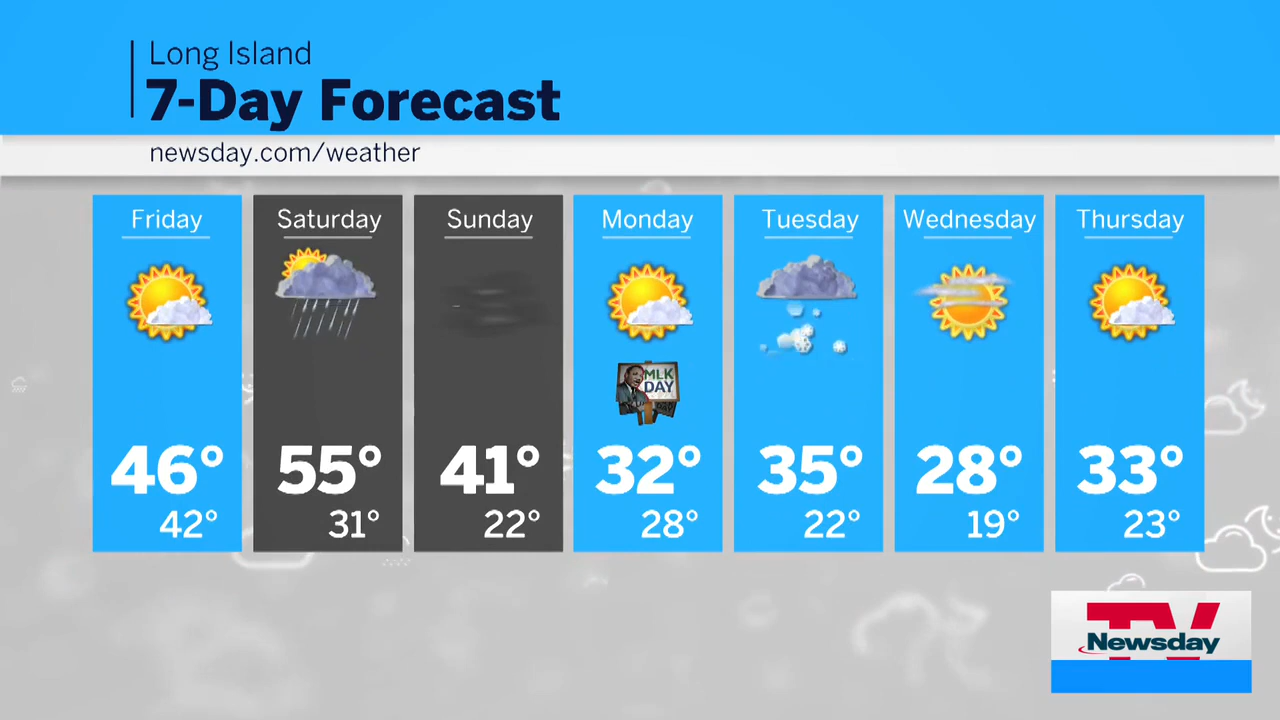 Long Island
7-Day Forecast
newsday.com/weather
Friday
46°
42°
Saturday
55°
31°
Sunday
41°
22°
Monday
MLK
DAY
32°
28°
Tuesday
35°
22°
Wednesday
28°
19°
Thursday
33°
23°
TV
Newsday